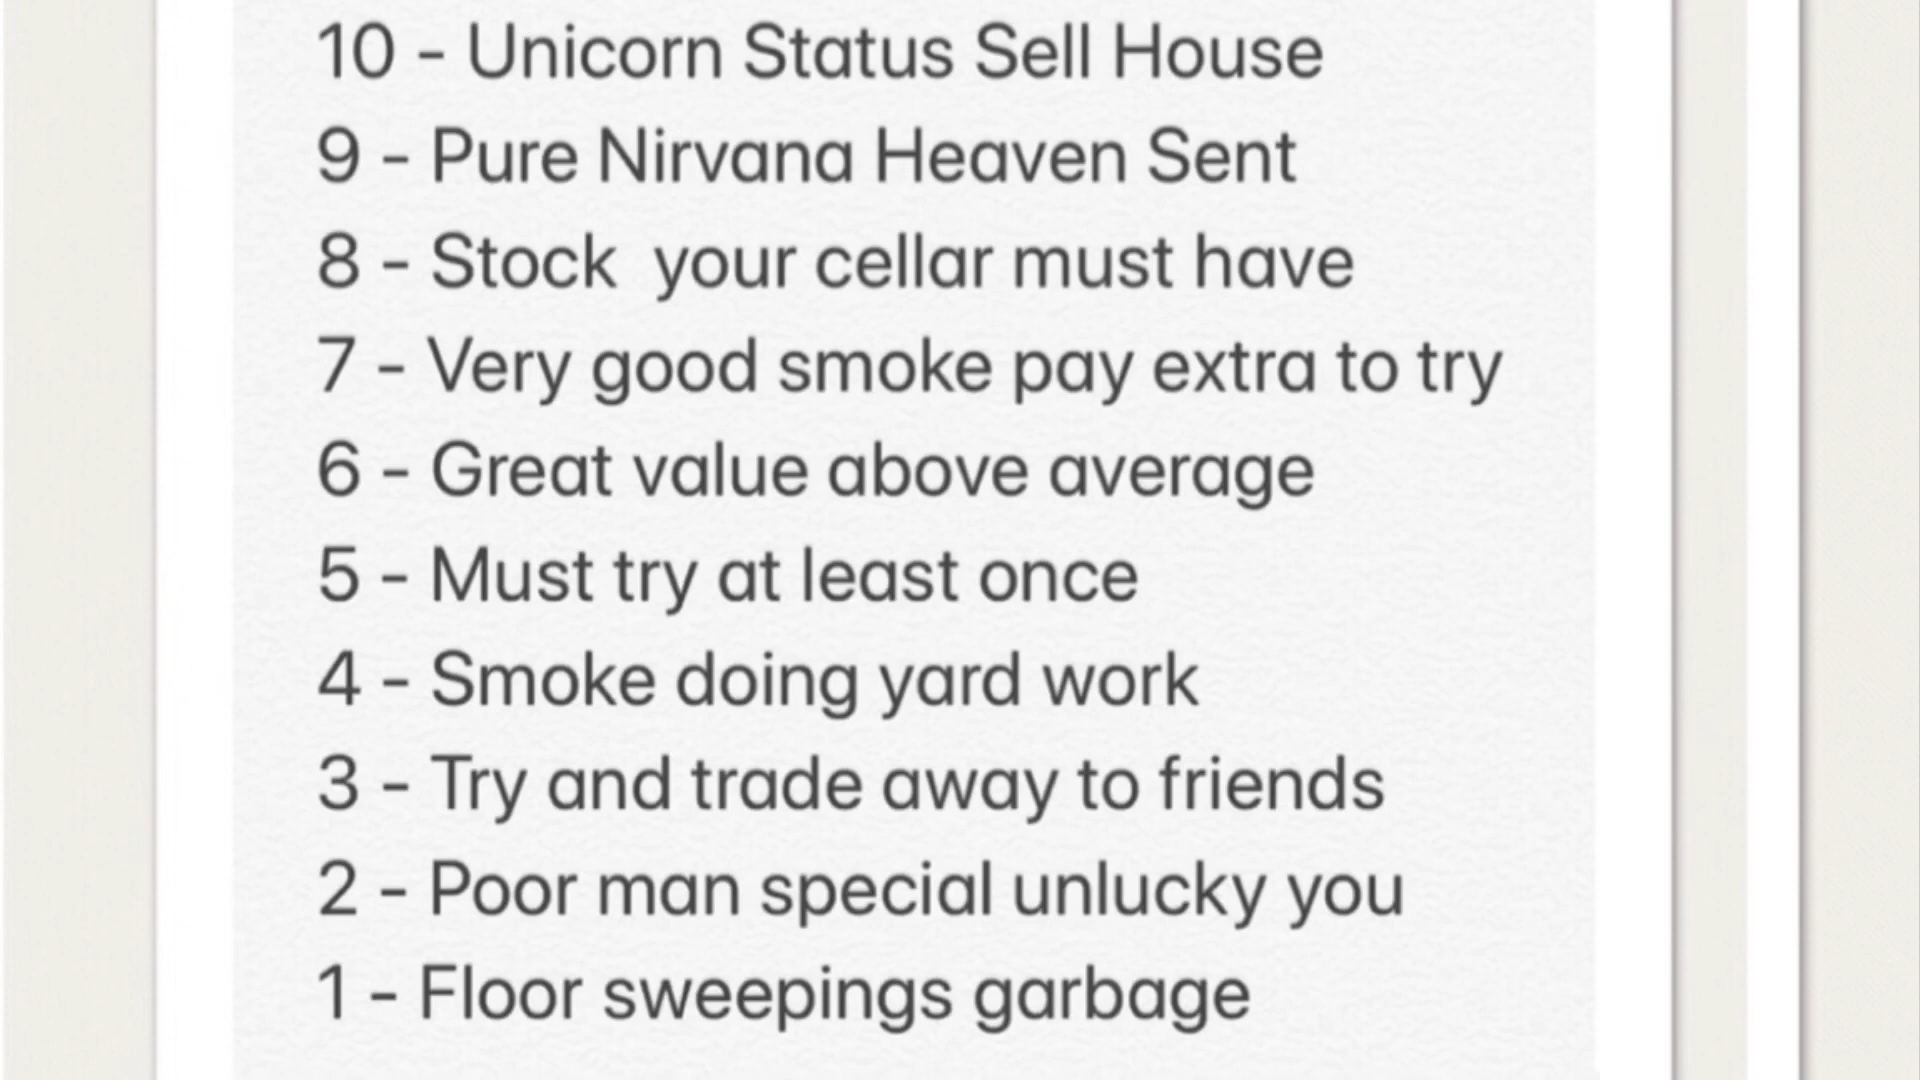 10 - Unicorn Status Sell House
9 - Pure Nirvana Heaven Sent
8 - Stock  your cellar must have
7 - Very good smoke pay extra to try
6 - Great value above average
5 - Must try at least once
4 - Smoke doing yard work
3 - Try and trade away to friends
2 - Poor man special unlucky you
1 - Floor sweepings garbage